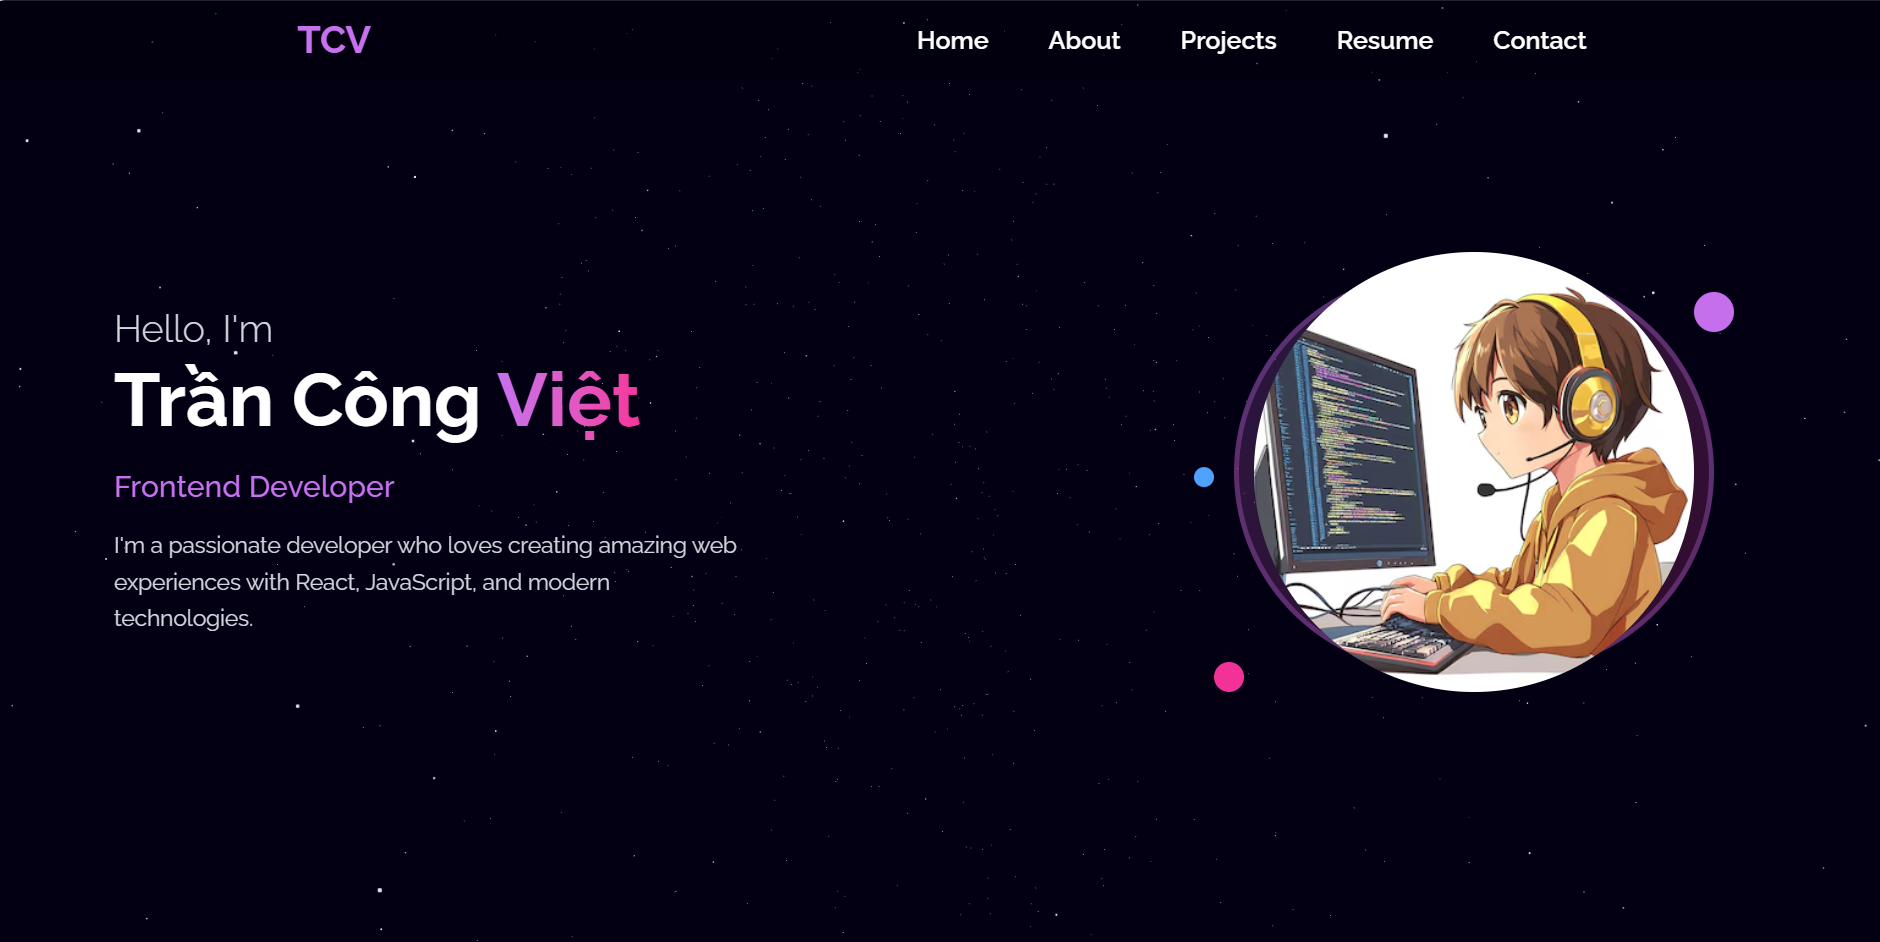 TCV
Home About Projects Resume Contact
Hello, I'm
Trần Công Việt
Frontend Developer
I'm a passionate developer who loves creating amazing web
experiences with React, JavaScript, and modern
technologies.